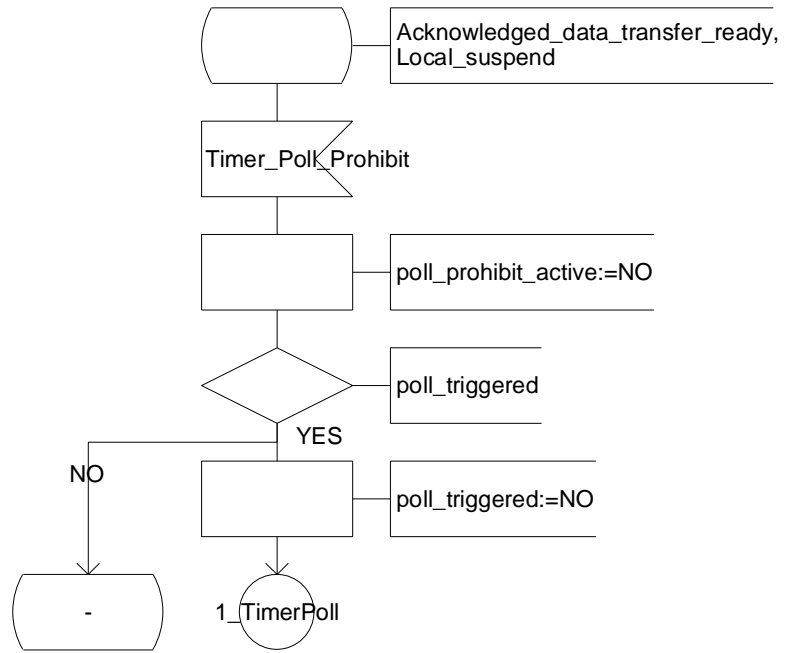 Acknowledged_data_transfer_ready,
Local_suspend
Timer_Poll_Prohibit
poll_prohibit_active:=NO
poll_triggered
YES
NO
poll_triggered:=NO
-
1_TimerPoll